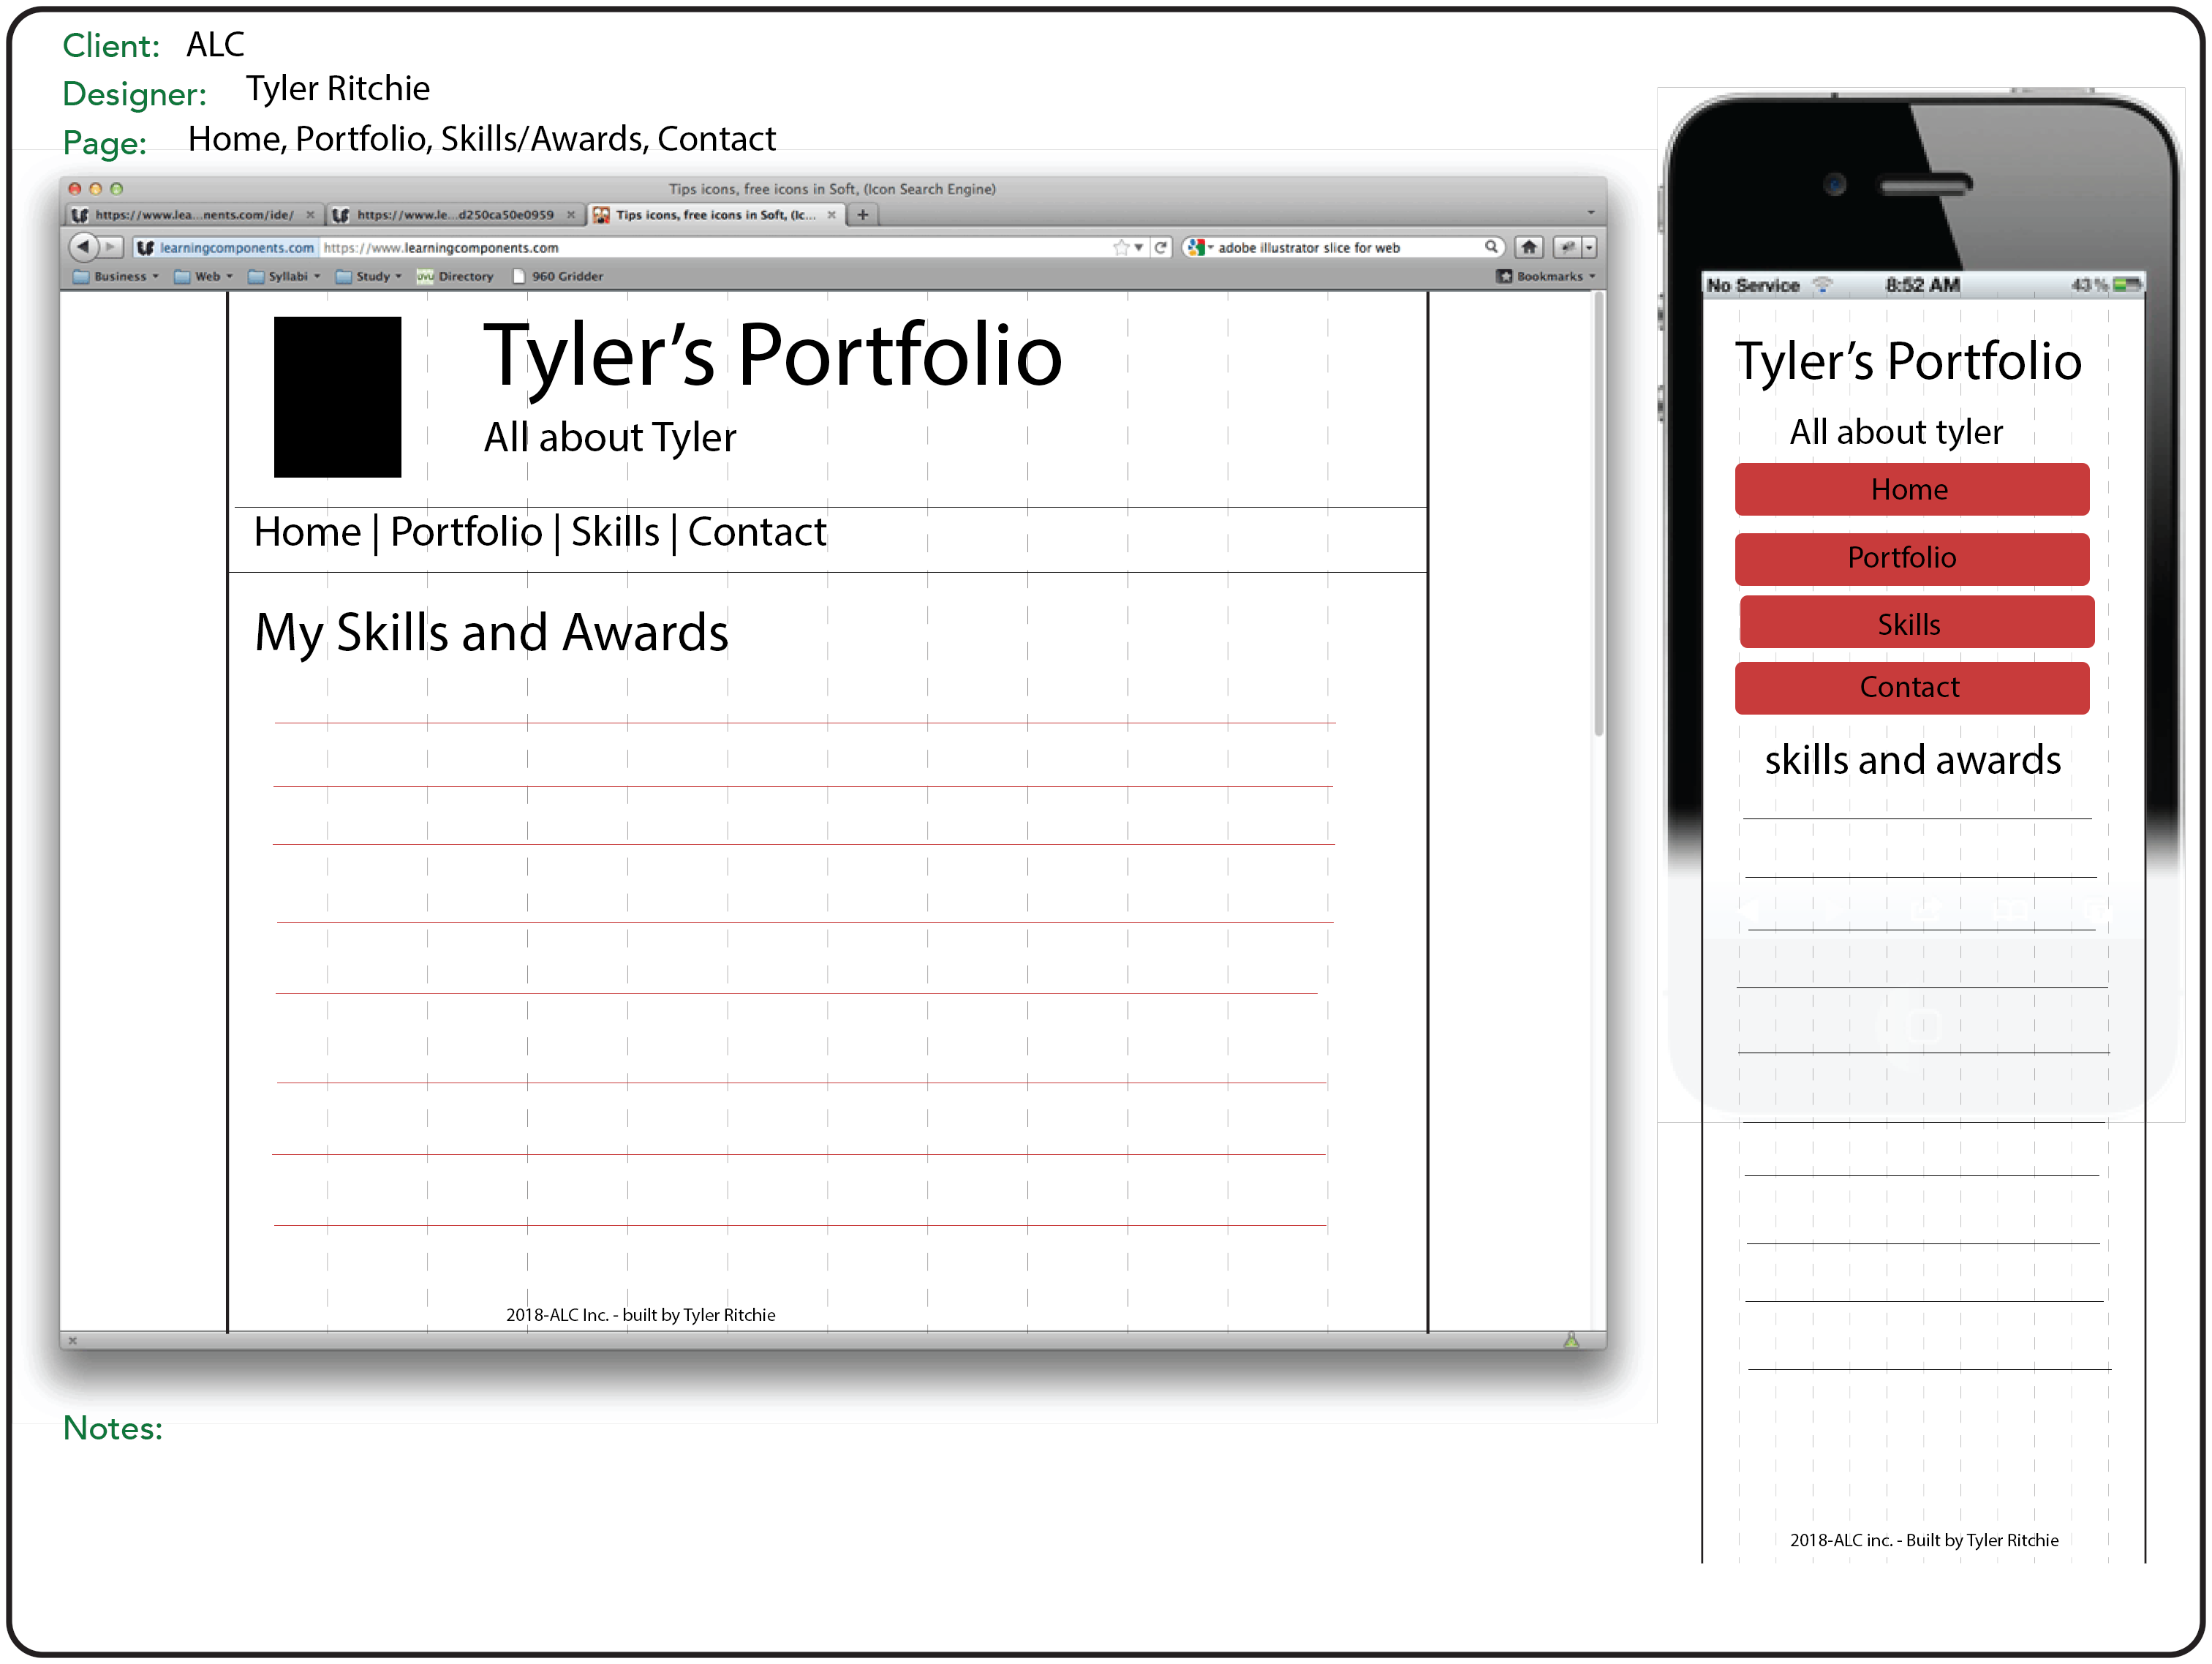 Client: ALC
Designer: Tyler Ritchie
Page: Home, Portfolio, Skills/Awards, Contact
Tips icons, free icons in Soft, (Icon Search Engine)
https://www.lea...nents.com/ide/
https://www.le...d250ca50e0959
Tips icons, free icons in Soft, (Ic...
learningcomponents.com https://www.learningcomponents.com
adobe illustrator slice for web
Business Web Syllabi Study UVU Directory 960 Gridder Bookmarks
Tyler’s Portfolio
All about Tyler
Home | Portfolio | Skills | Contact
My Skills and Awards
2018-ALC Inc. - built by Tyler Ritchie
No Service 8:52 AM 43%
Tyler’s Portfolio
All about tyler
Home
Portfolio
Skills
Contact
skills and awards
2018-ALC inc. - Built by Tyler Ritchie
Notes: